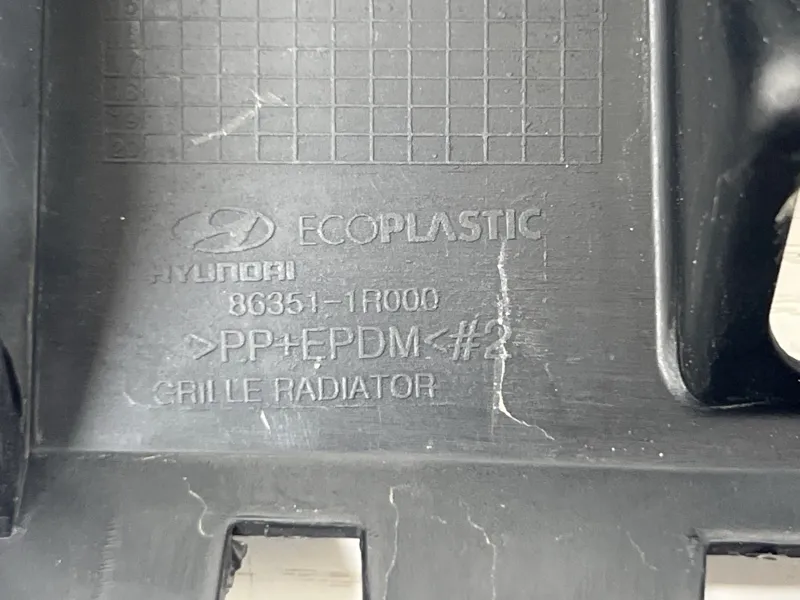 ECOPLASTIC
HYUNDAI
86351-1R000
>PP+EPDM<#2
GRILLE RADIATOR